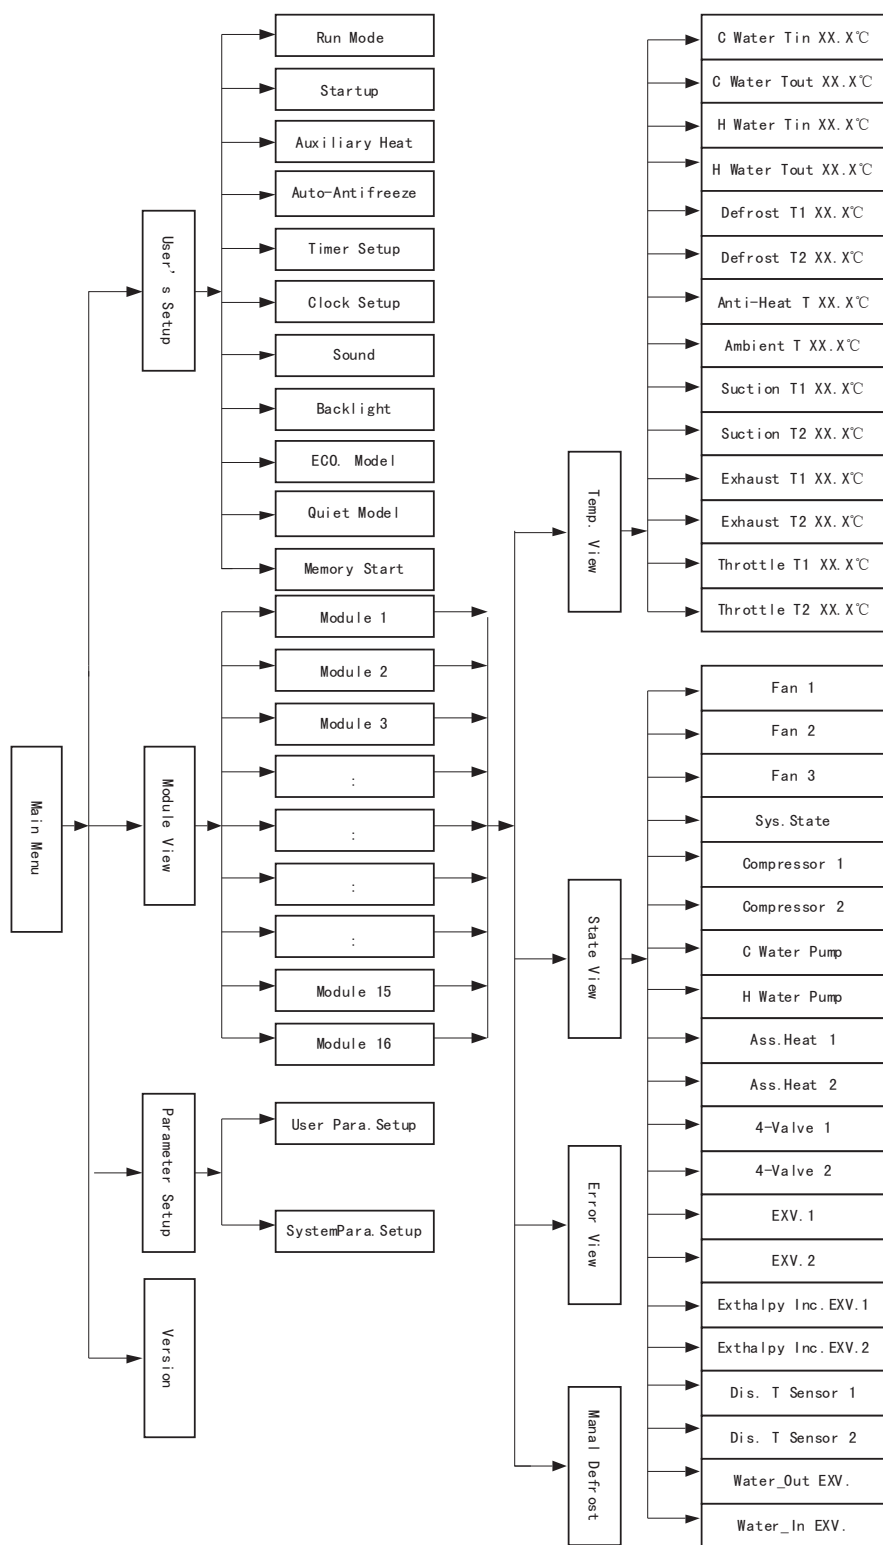 Main Menu
User's Setup
Run Mode
Startup
Auxiliary Heat
Auto-Antifreeze
Timer Setup
Clock Setup
Sound
Backlight
ECO. Model
Quiet Model
Memory Start
Module View
Module 1
Module 2
Module 3
:
:
:
:
Module 15
Module 16
Parameter Setup
User Para.Setup
SystemPara.Setup
Version
Temp. View
C Water Tin XX.X℃
C Water Tout XX.X℃
H Water Tin XX.X℃
H Water Tout XX.X℃
Defrost T1 XX.X℃
Defrost T2 XX.X℃
Anti-Heat T XX.X℃
Ambient T XX.X℃
Suction T1 XX.X℃
Suction T2 XX.X℃
Exhaust T1 XX.X℃
Exhaust T2 XX.X℃
Throttle T1 XX.X℃
Throttle T2 XX.X℃
State View
Fan 1
Fan 2
Fan 3
Sys.State
Compressor 1
Compressor 2
C Water Pump
H Water Pump
Ass.Heat 1
Ass.Heat 2
4-Valve 1
4-Valve 2
EXV.1
EXV.2
Exthalpy Inc.EXV.1
Exthalpy Inc.EXV.2
Dis. T Sensor 1
Dis. T Sensor 2
Water_Out EXV.
Water_In EXV.
Error View
Manal Defrost